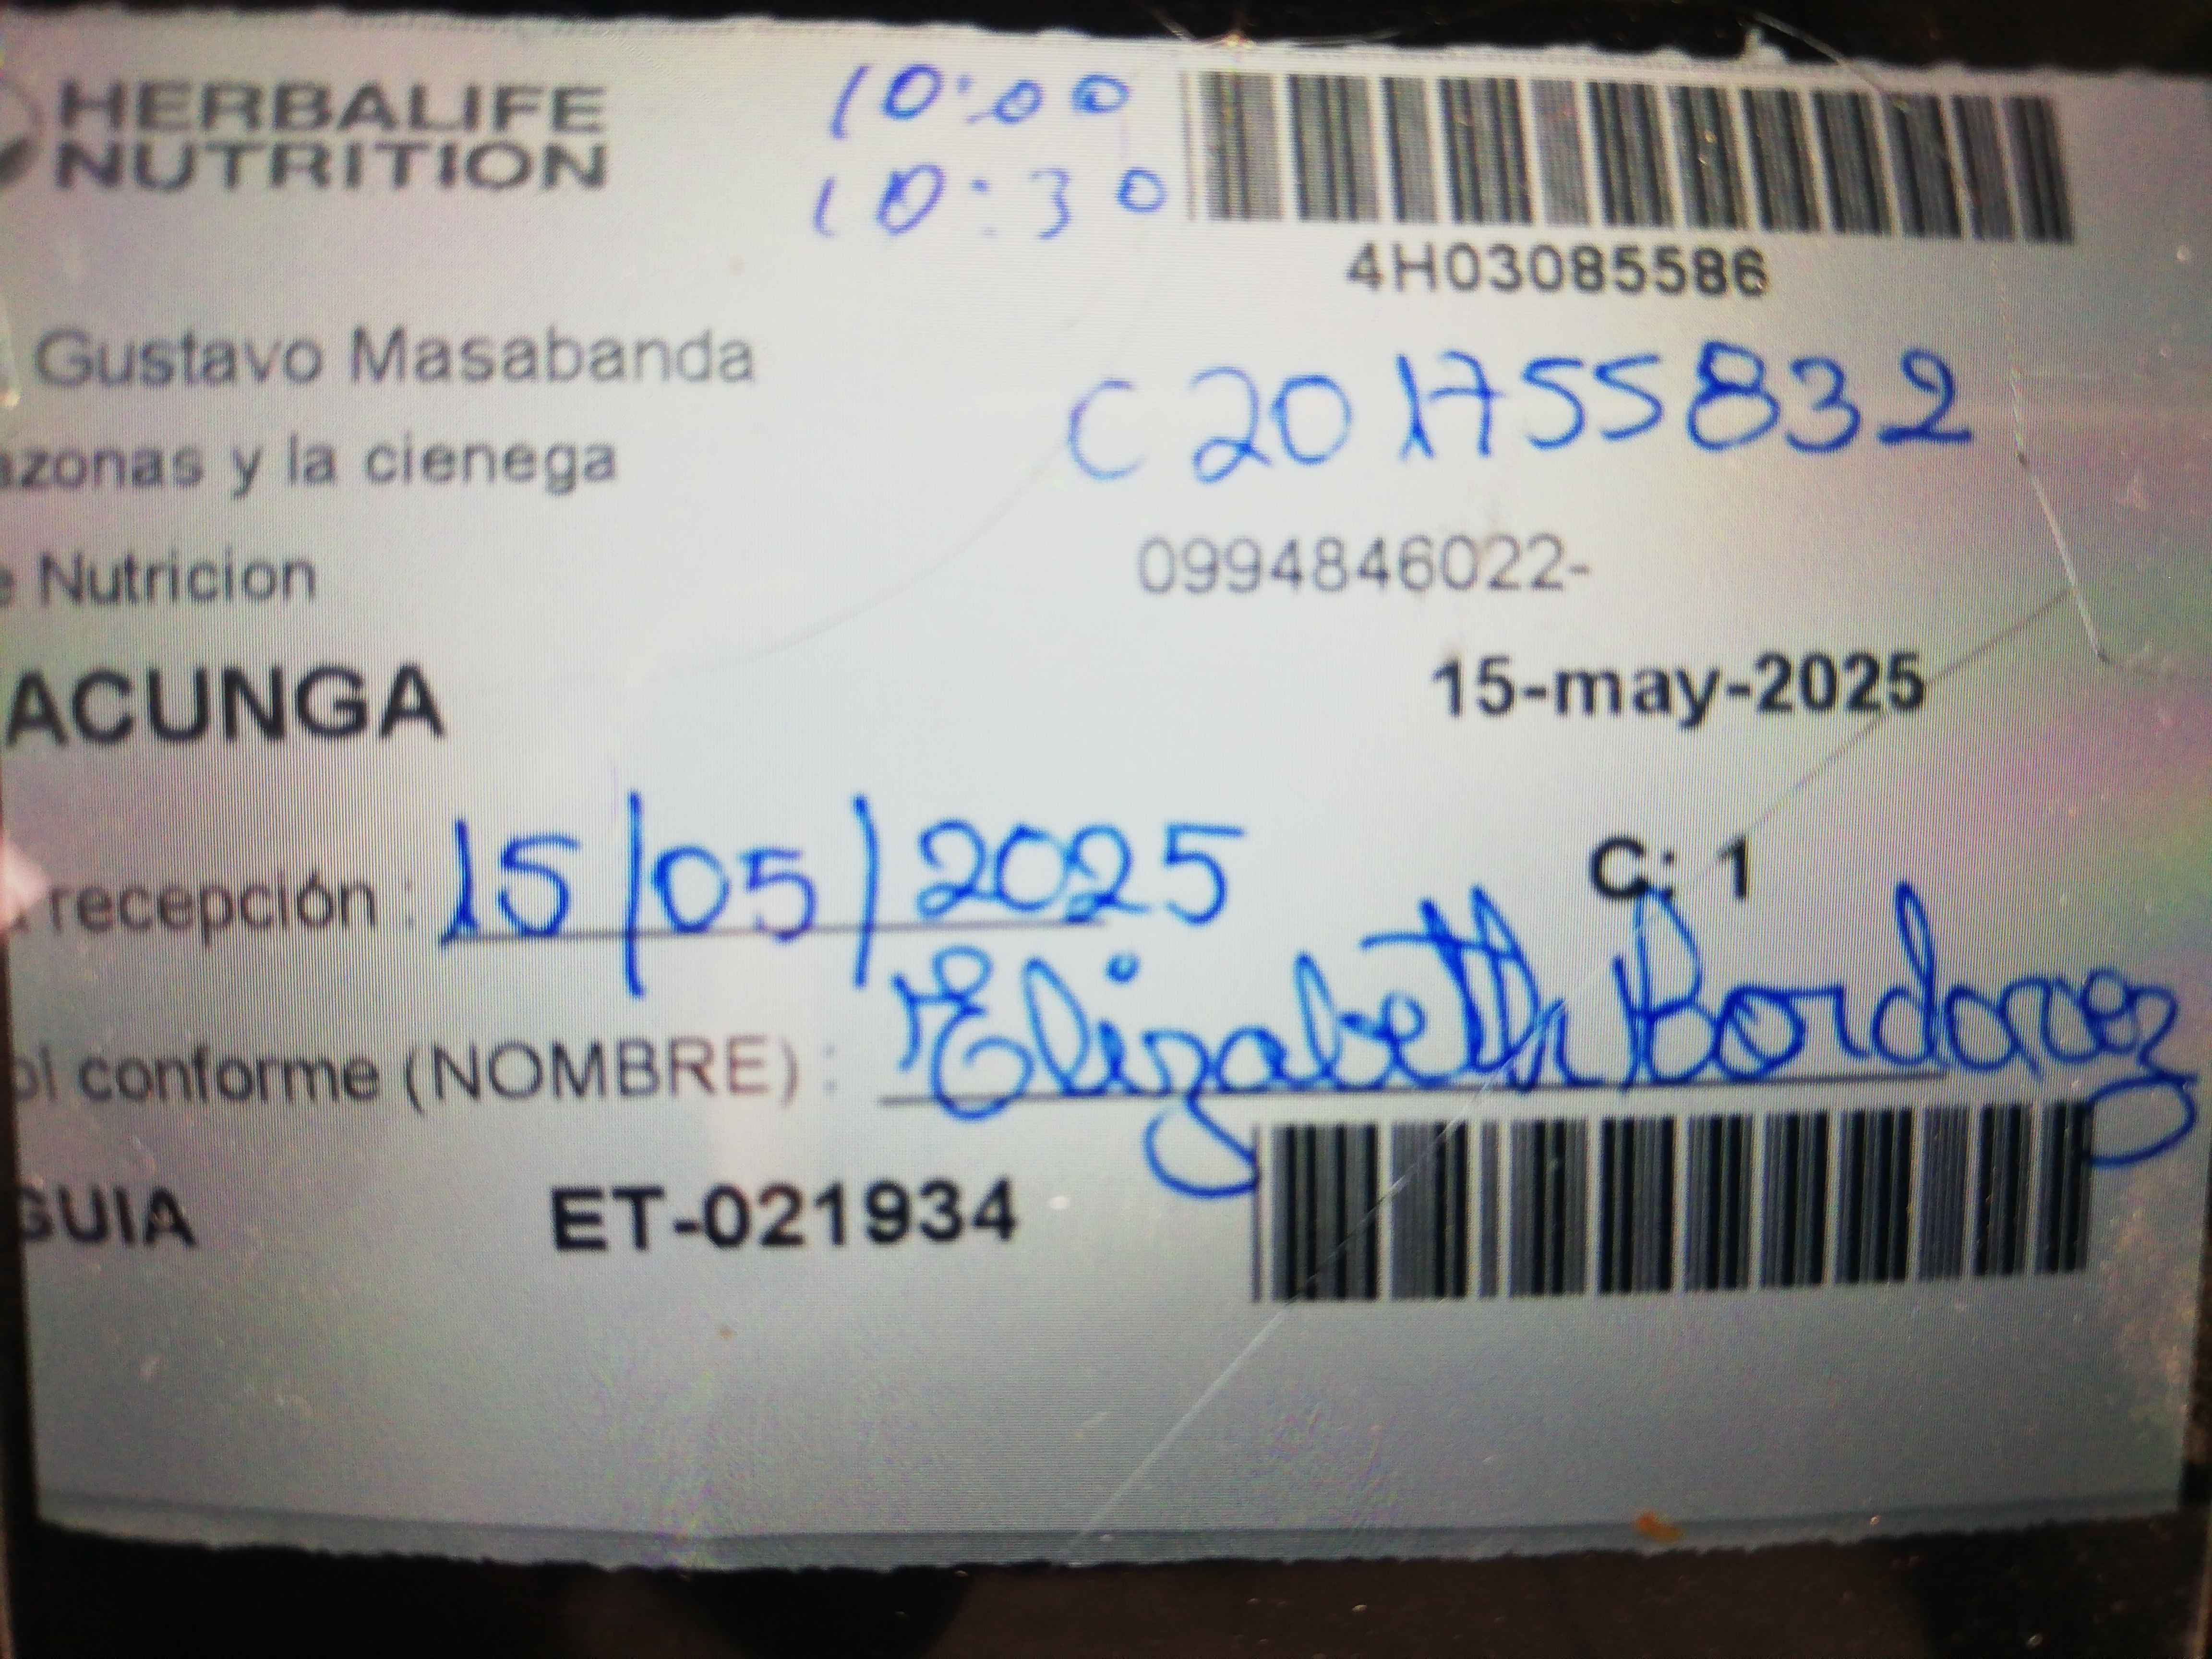 HERBALIFE
NUTRITION
10:00
10:30
4H03085586
Gustavo Masabanda
C201755832
azonas y la cienega
e Nutricion
0994846022-
ACUNGA
15-may-2025
recepción : 15/05/2025
C: 1
bi conforme (NOMBRE) : Elizabeth
GUIA
ET-021934